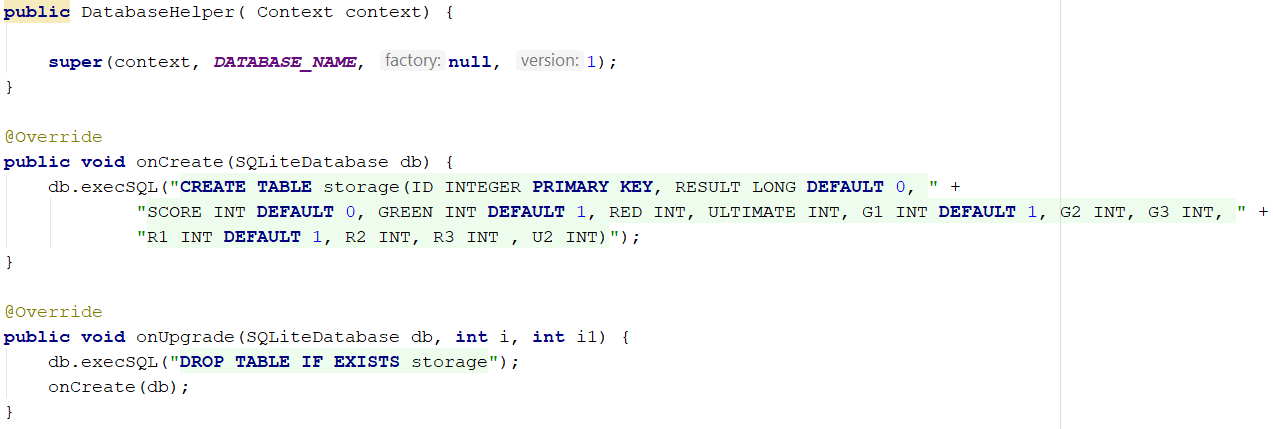 public DatabaseHelper( Context context) {
super(context, DATABASE_NAME, factory: null, version: 1);
}
@Override
public void onCreate(SQLiteDatabase db) {
db.execSQL("CREATE TABLE storage(ID INTEGER PRIMARY KEY, RESULT LONG DEFAULT 0, " +
"SCORE INT DEFAULT 0, GREEN INT DEFAULT 1, RED INT, ULTIMATE INT, G1 INT DEFAULT 1, G2 INT, G3 INT, " +
"R1 INT DEFAULT 1, R2 INT, R3 INT , U2 INT)");
}
@Override
public void onUpgrade(SQLiteDatabase db, int i, int i1) {
db.execSQL("DROP TABLE IF EXISTS storage");
onCreate(db);
}